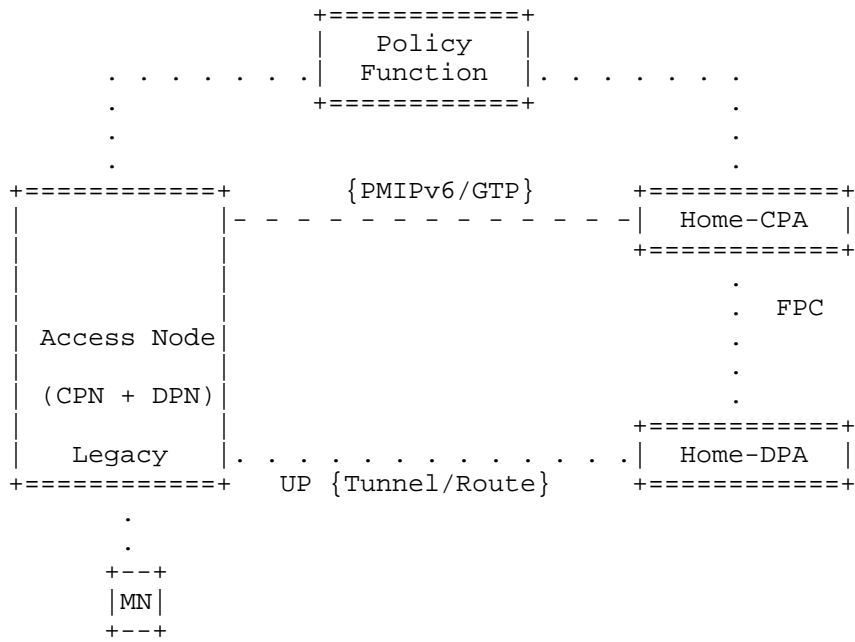 Policy
Function
{PMIPv6/GTP}
Home-CPA
FPC
Access Node
(CPN + DPN)
Legacy
Home-DPA
UP {Tunnel/Route}
MN